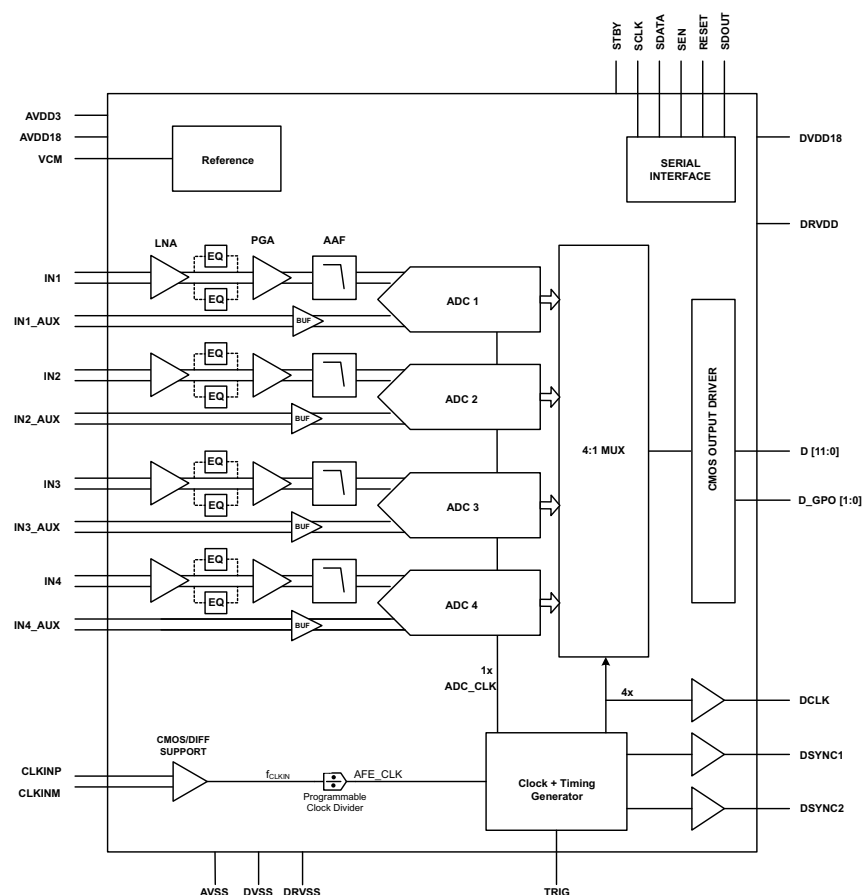 STBY
SCLK
SDATA
SEN
RESET
SDOUT
AVDD3
AVDD18
VCM
Reference
SERIAL
INTERFACE
DVDD18
DRVDD
LNA
EQ
EQ
PGA
AAF
IN1
IN1_AUX
BUF
ADC 1
EQ
EQ
IN2
IN2_AUX
BUF
ADC 2
EQ
EQ
IN3
IN3_AUX
BUF
ADC 3
EQ
EQ
IN4
IN4_AUX
BUF
ADC 4
4:1 MUX
CMOS OUTPUT DRIVER
D [11:0]
D_GPO [1:0]
1x
ADC_CLK
4x
DCLK
DSYNC1
DSYNC2
CMOS/DIFF
SUPPORT
CLKINP
CLKINM
fCLKIN
AFE_CLK
Programmable
Clock Divider
Clock + Timing
Generator
AVSS
DVSS
DRVSS
TRIG